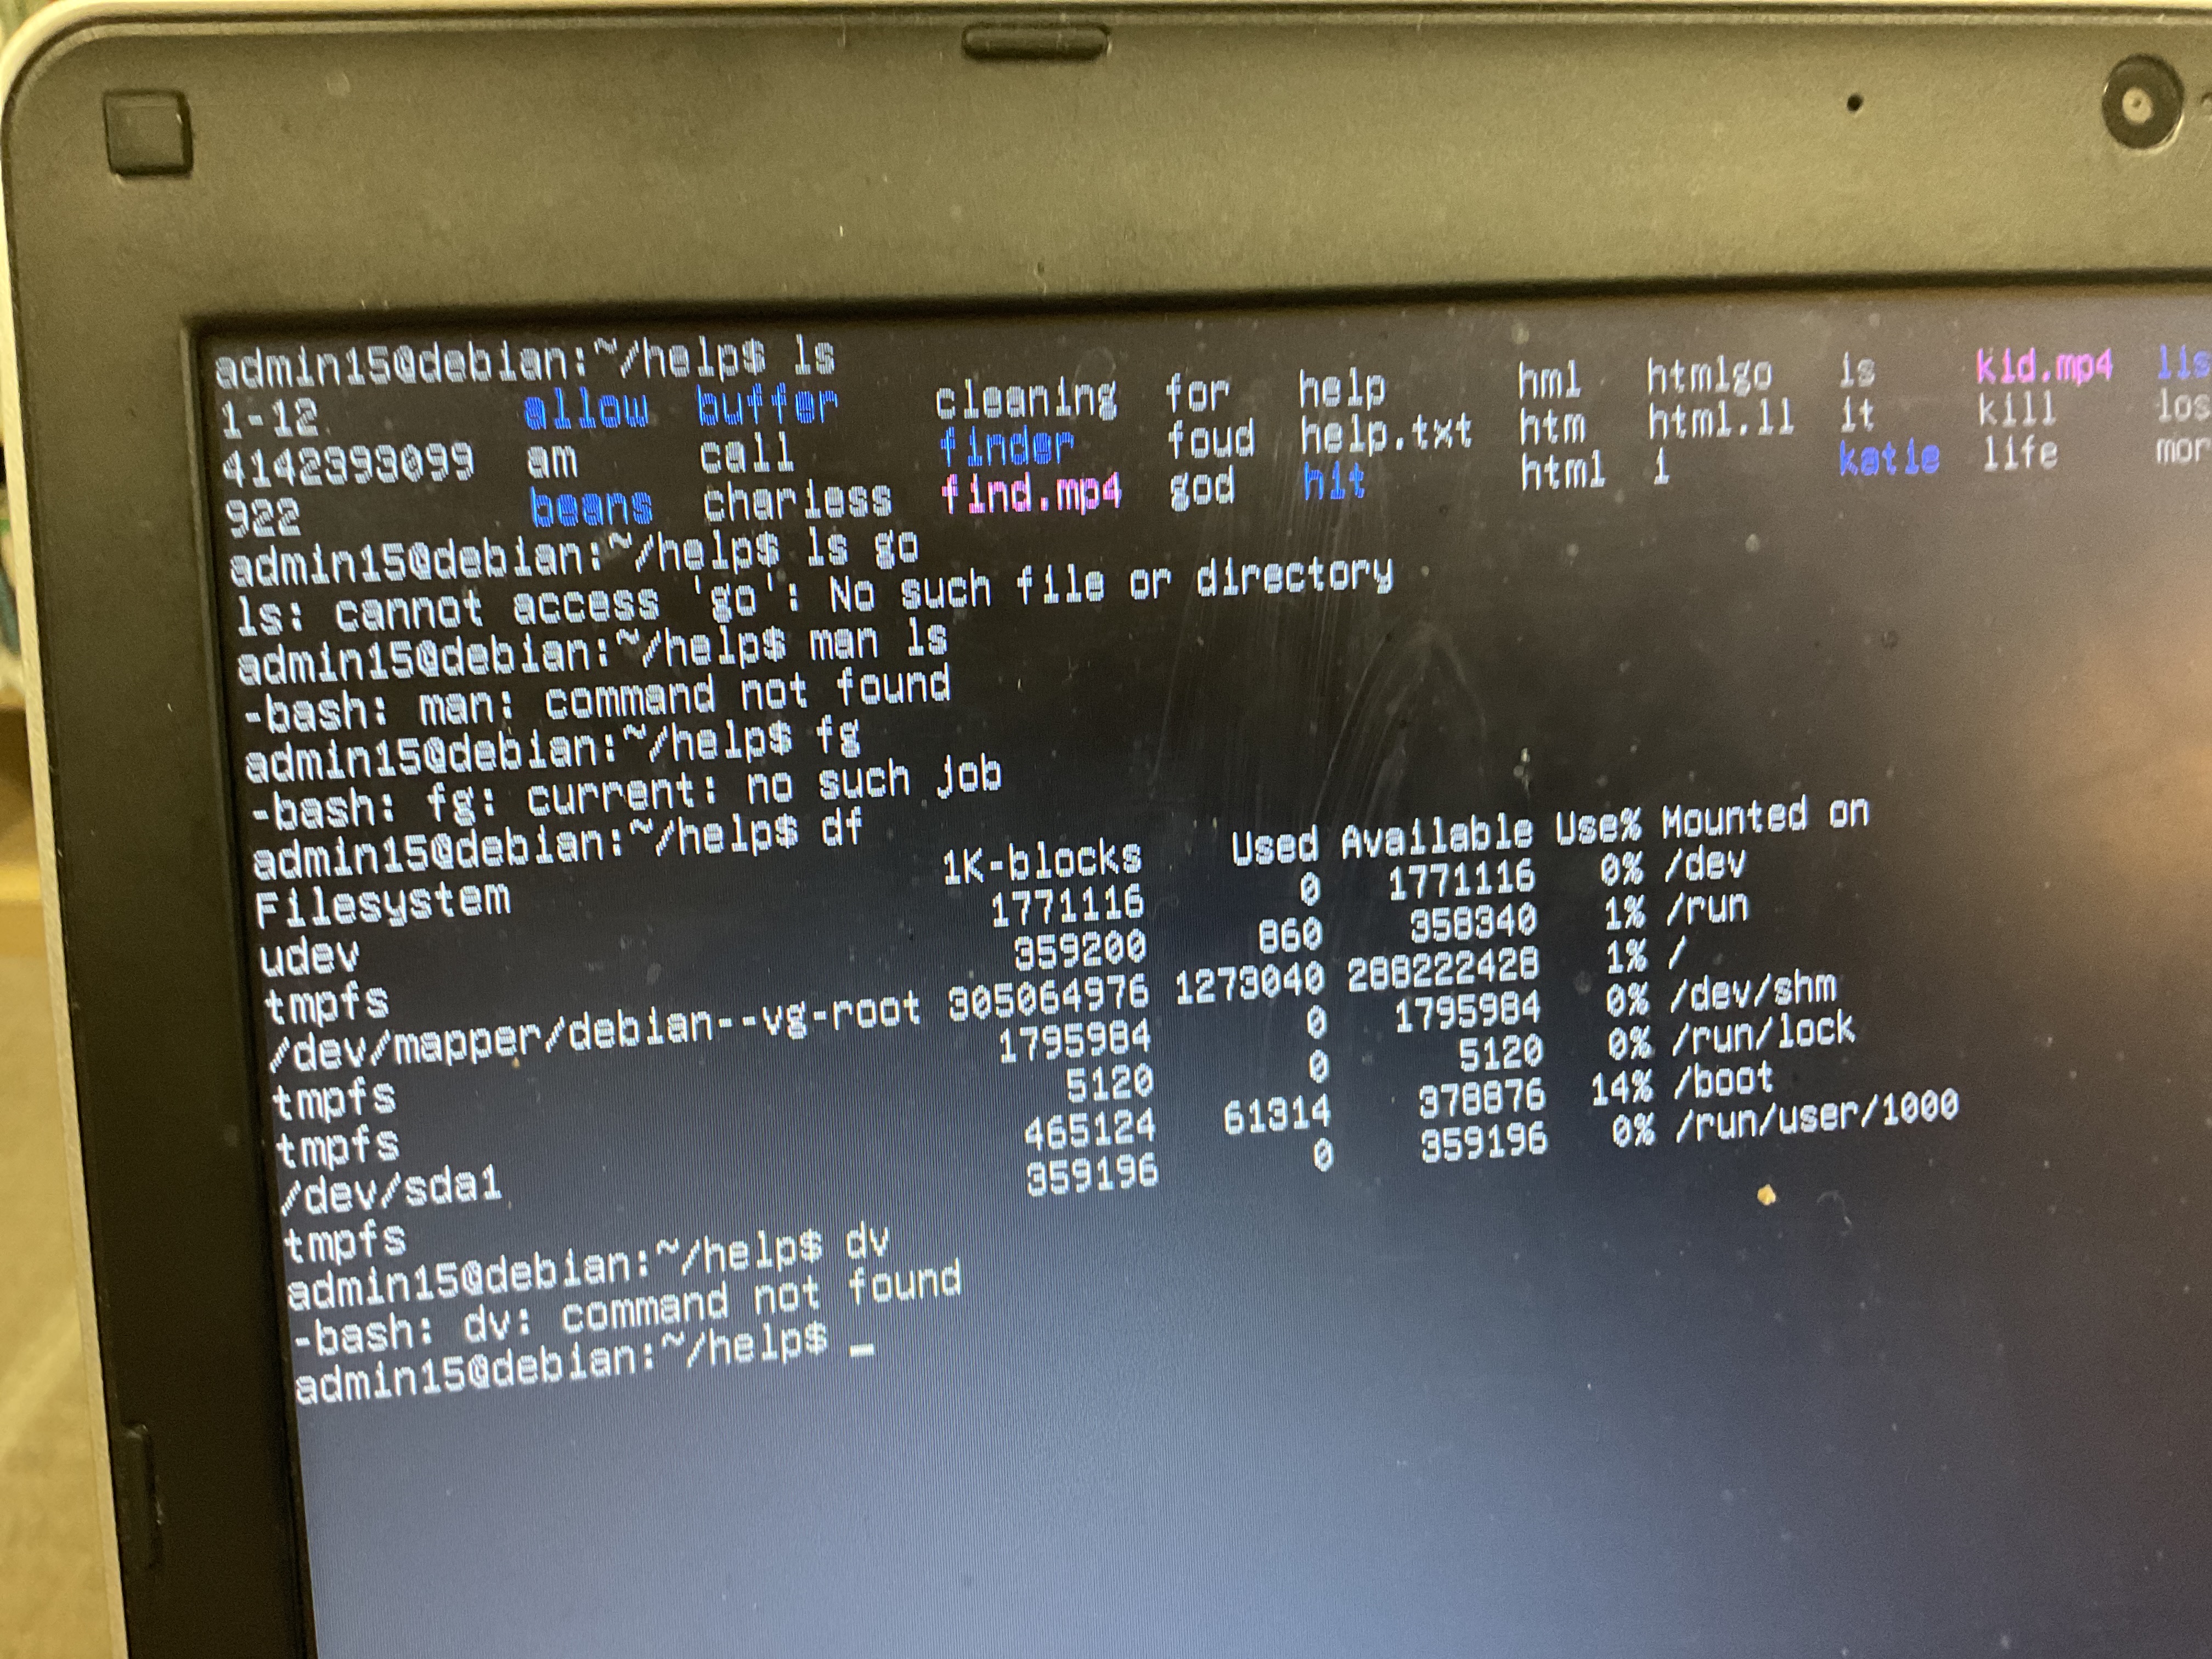 admin15@debian:~/help$ ls
1-12 allow buffer cleaning for help hml htmlgo is kid.mp4
4142393099 am call finder foud help.txt htm html.ll it kill
922 beans charless find.mp4 god hit html i katie life
admin15@debian:~/help$ ls go
ls: cannot access 'go': No such file or directory
admin15@debian:~/help$ man ls
-bash: man: command not found
admin15@debian:~/help$ fg
-bash: fg: current: no such job
admin15@debian:~/help$ df
Filesystem 1K-blocks Used Available Use% Mounted on
udev 1771116 0 1771116 0% /dev
tmpfs 359200 860 358340 1% /run
/dev/mapper/debian--vg-root 305064976 1273040 288222428 1% /
tmpfs 1795984 0 1795984 0% /dev/shm
tmpfs 5120 0 5120 0% /run/lock
/dev/sda1 465124 61314 378876 14% /boot
tmpfs 359196 0 359196 0% /run/user/1000
admin15@debian:~/help$ dv
-bash: dv: command not found
admin15@debian:~/help$ _